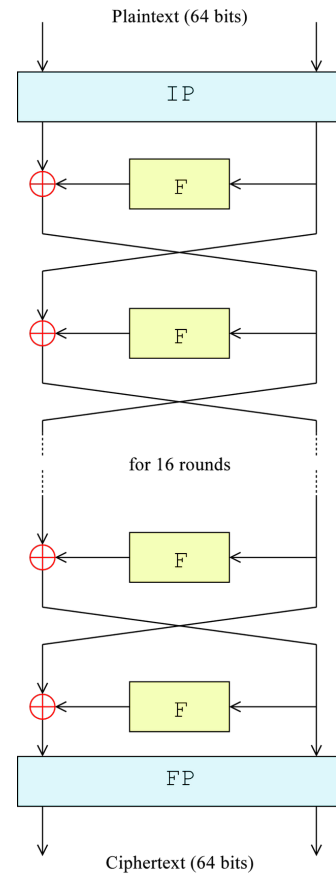 Plaintext (64 bits)
IP
F
F
for 16 rounds
F
F
FP
Ciphertext (64 bits)